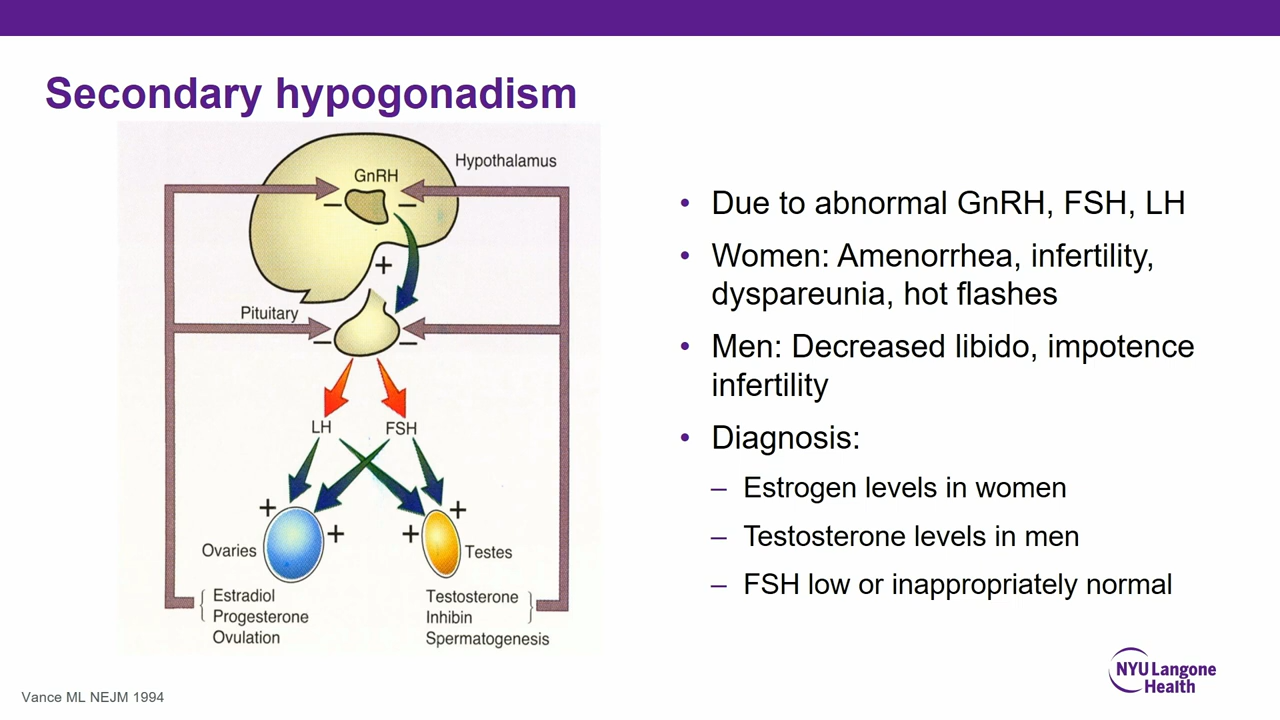 Secondary hypogonadism
Hypothalamus
GnRH
−
−
+
Pituitary
−
−
LH
FSH
+
+
+
+
Ovaries
Testes
Estradiol
Progesterone
Ovulation
Testosterone
Inhibin
Spermatogenesis
• Due to abnormal GnRH, FSH, LH
• Women: Amenorrhea, infertility,
dyspareunia, hot flashes
• Men: Decreased libido, impotence
infertility
• Diagnosis:
– Estrogen levels in women
– Testosterone levels in men
– FSH low or inappropriately normal
Vance ML NEJM 1994
NYU Langone
Health